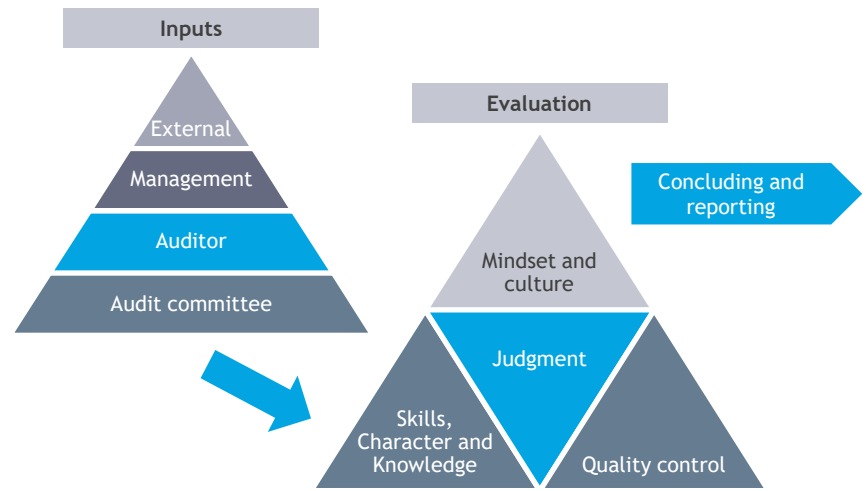 Inputs
External
Management
Auditor
Audit committee
Evaluation
Mindset and
culture
Judgment
Skills,
Character and
Knowledge
Quality control
Concluding and
reporting